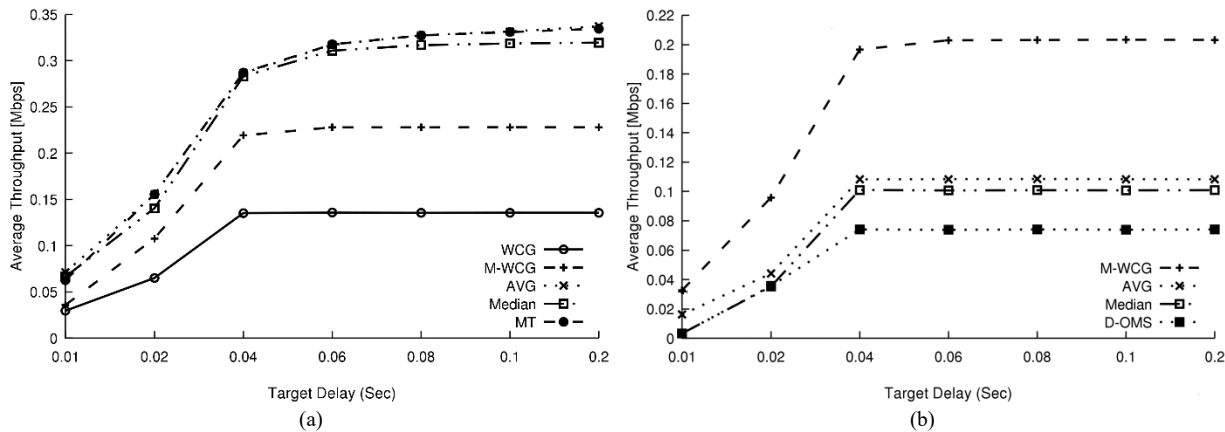 0.35
0.3
0.25
0.2
0.15
0.1
0.05
0
Average Throughput [Mbps]
WCG
M-WCG
AVG
Median
MT
0.01 0.02 0.04 0.06 0.08 0.1 0.2
Target Delay (Sec)
(a)
0.22
0.2
0.18
0.16
0.14
0.12
0.1
0.08
0.06
0.04
0.02
0
Average Throughput [Mbps]
M-WCG
AVG
Median
D-OMS
0.01 0.02 0.04 0.06 0.08 0.1 0.2
Target Delay (Sec)
(b)